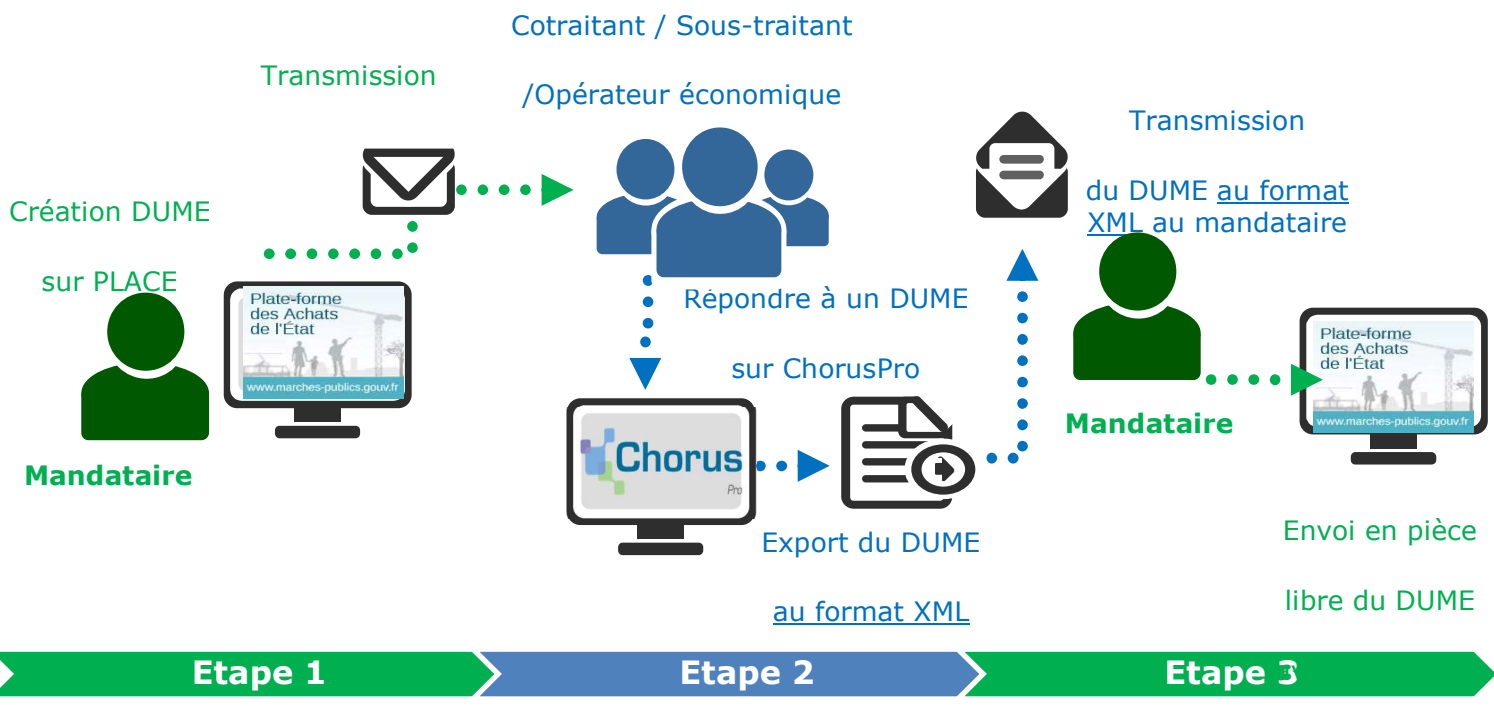 Cotraitant / Sous-traitant
/Opérateur économique
Transmission
Création DUME
sur PLACE
Plate-forme
des Achats
de l'État
www.marches-publics.gouv.fr
Mandataire
Répondre à un DUME
sur ChorusPro
Chorus
Pro
Export du DUME
au format XML
Transmission
du DUME au format
XML au mandataire
Mandataire
Plate-forme
des Achats
de l'État
www.marches-publics.gouv.fr
Envoi en pièce
libre du DUME
Etape 1
Etape 2
Etape 3